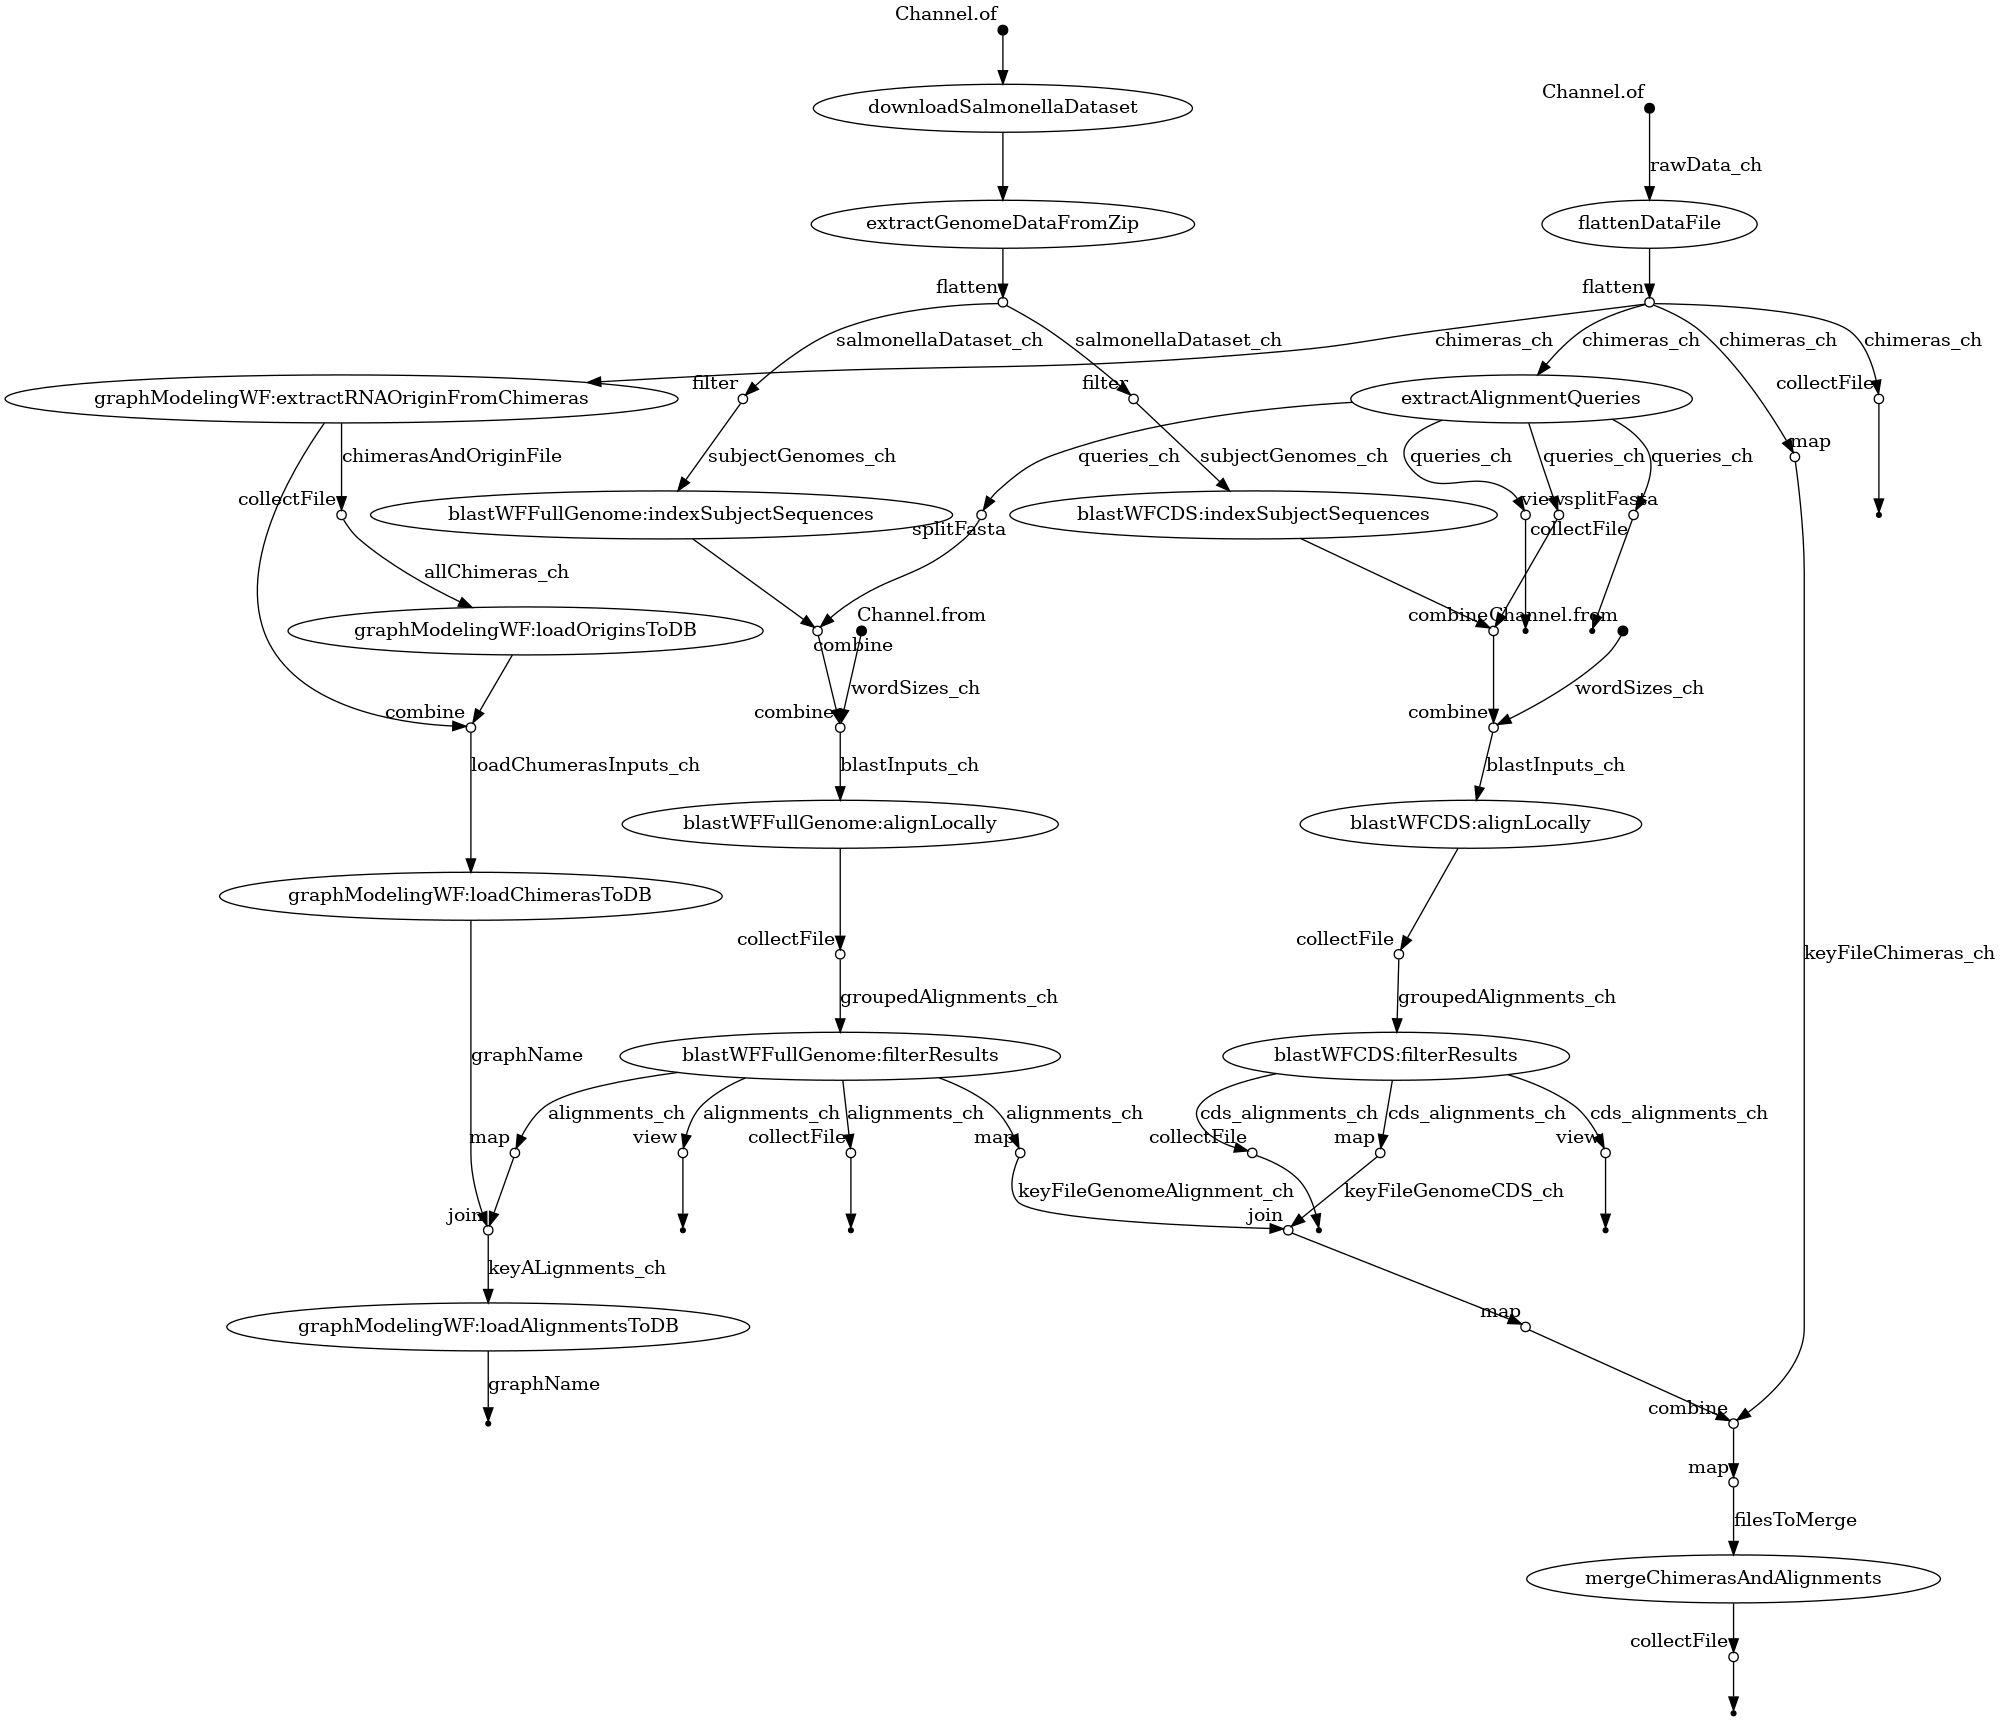 Channel.of
downloadSalmonellaDataset
Channel.of
rawData_ch
extractGenomeDataFromZip
flattenDataFile
flatten
flatten
salmonellaDataset_ch
salmonellaDataset_ch
chimeras_ch
chimeras_ch
chimeras_ch
chimeras_ch
filter
filter
collectFile
graphModelingWF:extractRNAOriginFromChimeras
extractAlignmentQueries
map
chimerasAndOriginFile
subjectGenomes_ch
queries_ch
subjectGenomes_ch
queries_ch
queries_ch
queries_ch
collectFile
view
splitFasta
blastWFFullGenome:indexSubjectSequences
splitFasta
blastWFCDS:indexSubjectSequences
collectFile
allChimeras_ch
Channel.from
combine
Channel.from
graphModelingWF:loadOriginsToDB
combine
wordSizes_ch
wordSizes_ch
combine
combine
combine
loadChumerasInputs_ch
blastInputs_ch
blastInputs_ch
blastWFFullGenome:alignLocally
blastWFCDS:alignLocally
graphModelingWF:loadChimerasToDB
collectFile
collectFile
keyFileChimeras_ch
groupedAlignments_ch
groupedAlignments_ch
graphName
blastWFFullGenome:filterResults
blastWFCDS:filterResults
alignments_ch
alignments_ch
alignments_ch
alignments_ch
cds_alignments_ch
cds_alignments_ch
cds_alignments_ch
map
view
collectFile
map
collectFile
map
view
keyFileGenomeAlignment_ch
keyFileGenomeCDS_ch
join
join
keyALignments_ch
map
graphModelingWF:loadAlignmentsToDB
graphName
combine
map
filesToMerge
mergeChimerasAndAlignments
collectFile